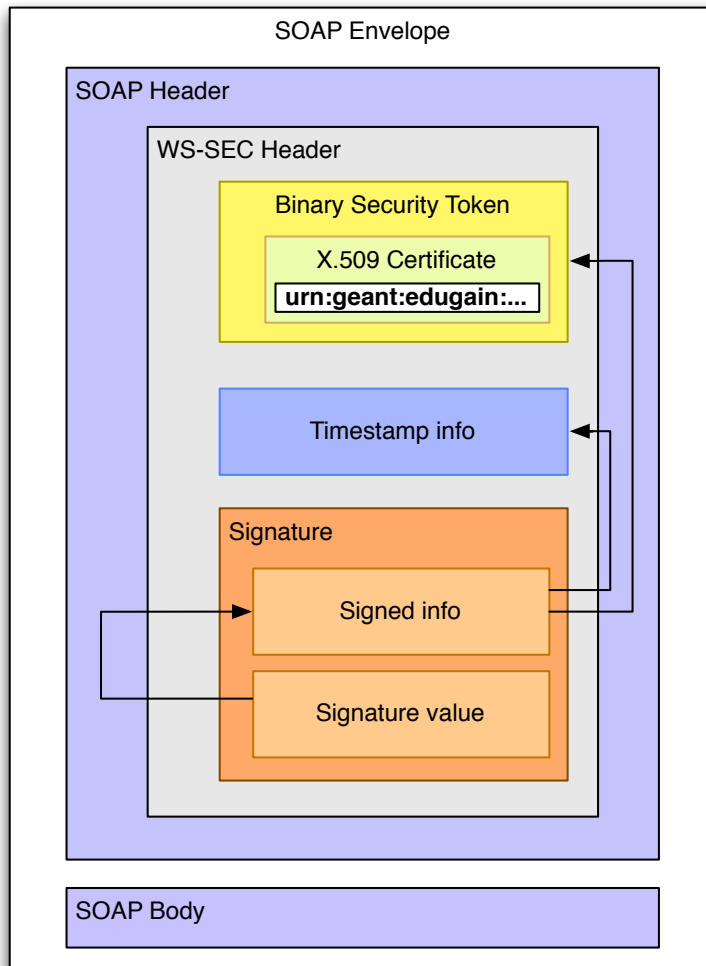 SOAP Envelope
SOAP Header
WS-SEC Header
Binary Security Token
X.509 Certificate
urn:geant:edugain:...
Timestamp info
Signature
Signed info
Signature value
SOAP Body